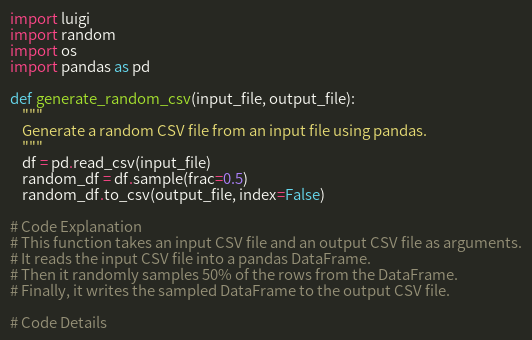 import luigi
import random
import os
import pandas as pd

def generate_random_csv(input_file, output_file):
    """
    Generate a random CSV file from an input file using pandas.
    """
    df = pd.read_csv(input_file)
    random_df = df.sample(frac=0.5)
    random_df.to_csv(output_file, index=False)

# Code Explanation
# This function takes an input CSV file and an output CSV file as arguments.
# It reads the input CSV file into a pandas DataFrame.
# Then it randomly samples 50% of the rows from the DataFrame.
# Finally, it writes the sampled DataFrame to the output CSV file.

# Code Details